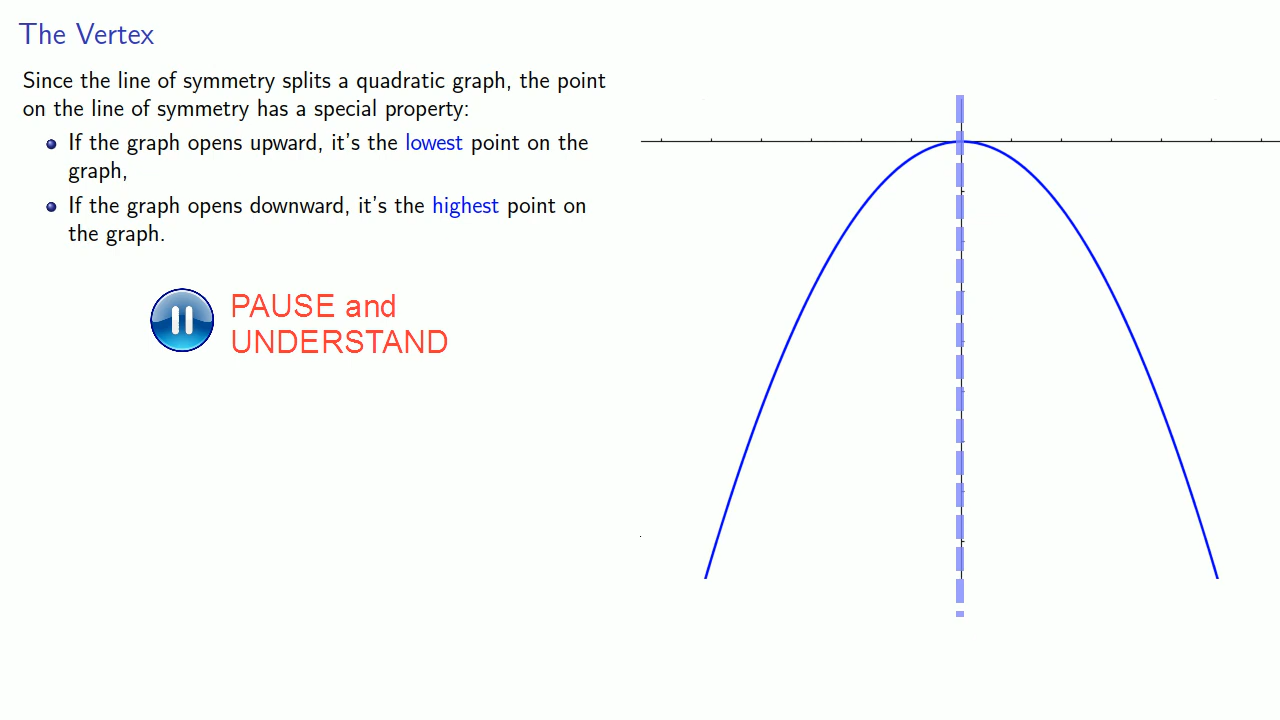 The Vertex
Since the line of symmetry splits a quadratic graph, the point
on the line of symmetry has a special property:
If the graph opens upward, it's the lowest point on the
graph,
If the graph opens downward, it's the highest point on
the graph.
PAUSE and
UNDERSTAND